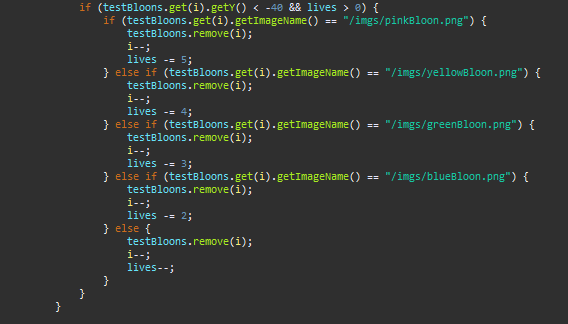 if (testBloons.get(i).getY() < -40 && lives > 0) {
if (testBloons.get(i).getImageName() == "/imgs/pinkBloon.png") {
testBloons.remove(i);
i--;
lives -= 5;
} else if (testBloons.get(i).getImageName() == "/imgs/yellowBloon.png") {
testBloons.remove(i);
i--;
lives -= 4;
} else if (testBloons.get(i).getImageName() == "/imgs/greenBloon.png") {
testBloons.remove(i);
i--;
lives -= 3;
} else if (testBloons.get(i).getImageName() == "/imgs/blueBloon.png") {
testBloons.remove(i);
i--;
lives -= 2;
} else {
testBloons.remove(i);
i--;
lives--;
}
}
}